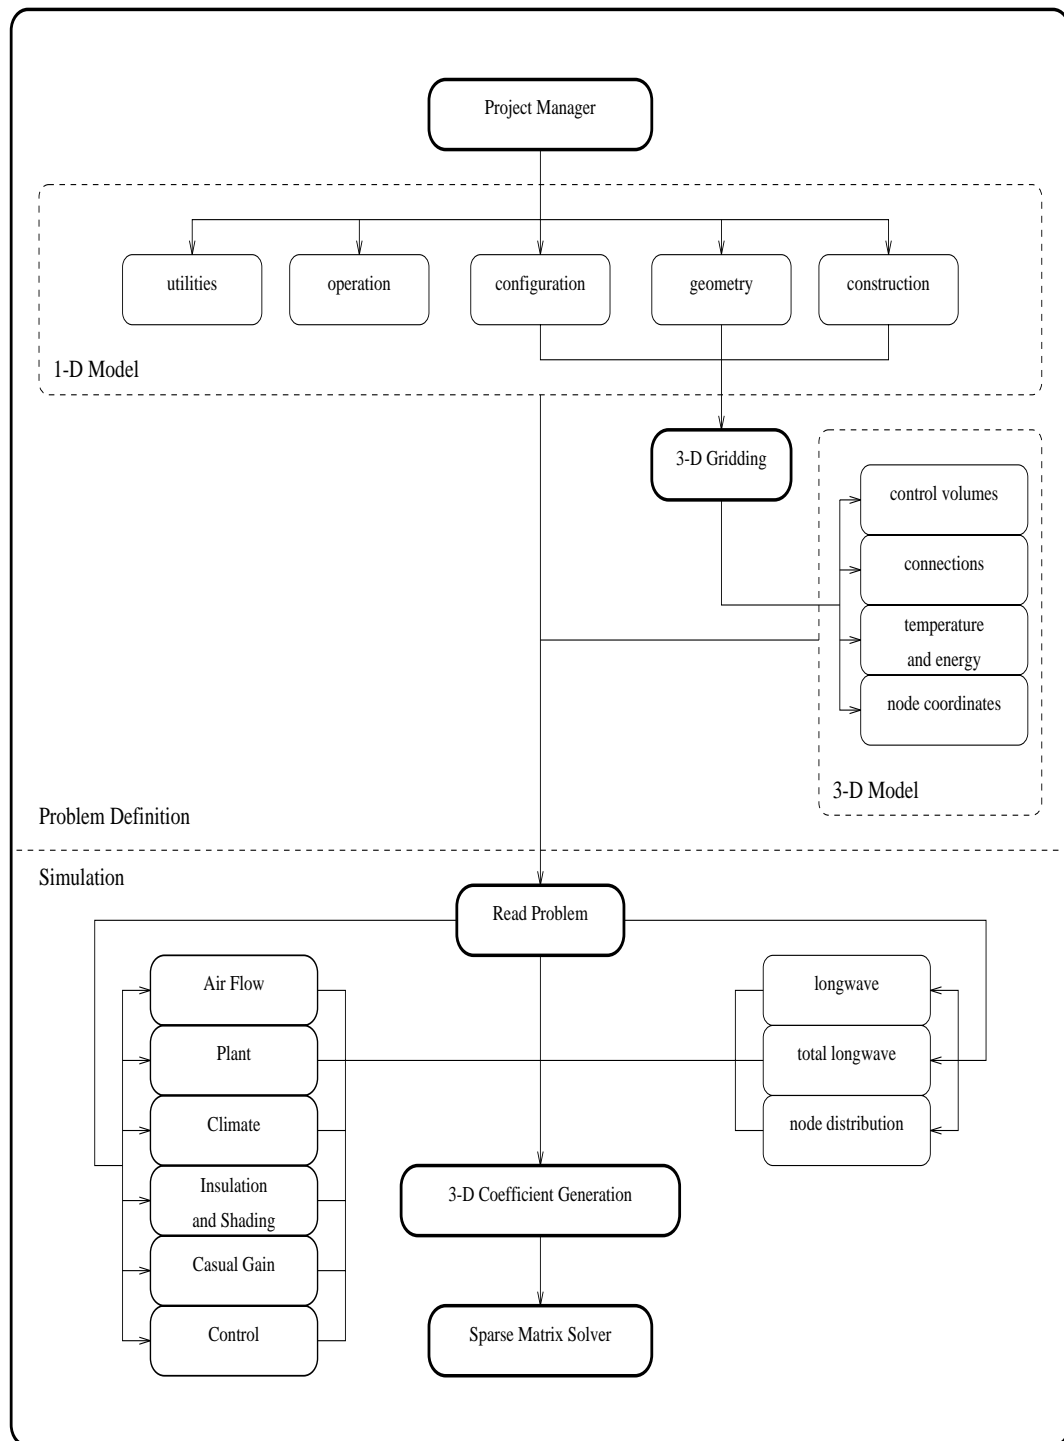 Project Manager
utilities
operation
configuration
geometry
construction
1-D Model
3-D Gridding
control volumes
connections
temperature
and energy
node coordinates
3-D Model
Problem Definition
Simulation
Read Problem
Air Flow
Plant
Climate
Insulation
and Shading
Casual Gain
Control
longwave
total longwave
node distribution
3-D Coefficient Generation
Sparse Matrix Solver